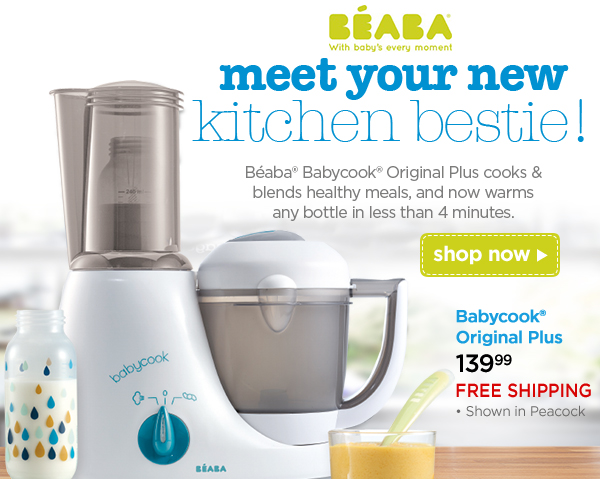 BÉABA®
With baby's every moment
meet your new
kitchen bestie!
Béaba® Babycook® Original Plus cooks &
blends healthy meals, and now warms
any bottle in less than 4 minutes.
shop now ▶
Babycook®
Original Plus
139⁹⁹
FREE SHIPPING
• Shown in Peacock
babycook
BÉABA